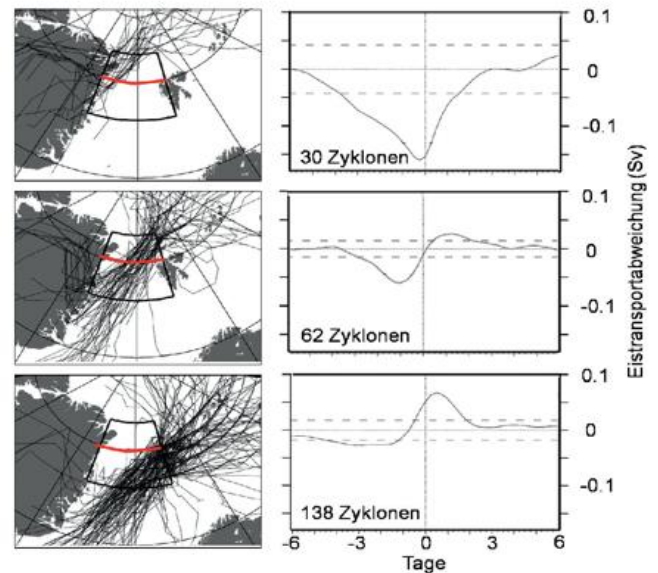 0.1
0
-0.1
30 Zyklonen
0.1
0
-0.1
62 Zyklonen
0.1
0
-0.1
138 Zyklonen
-6 -3 0 3 6
Tage
Eistransportabweichung (Sv)